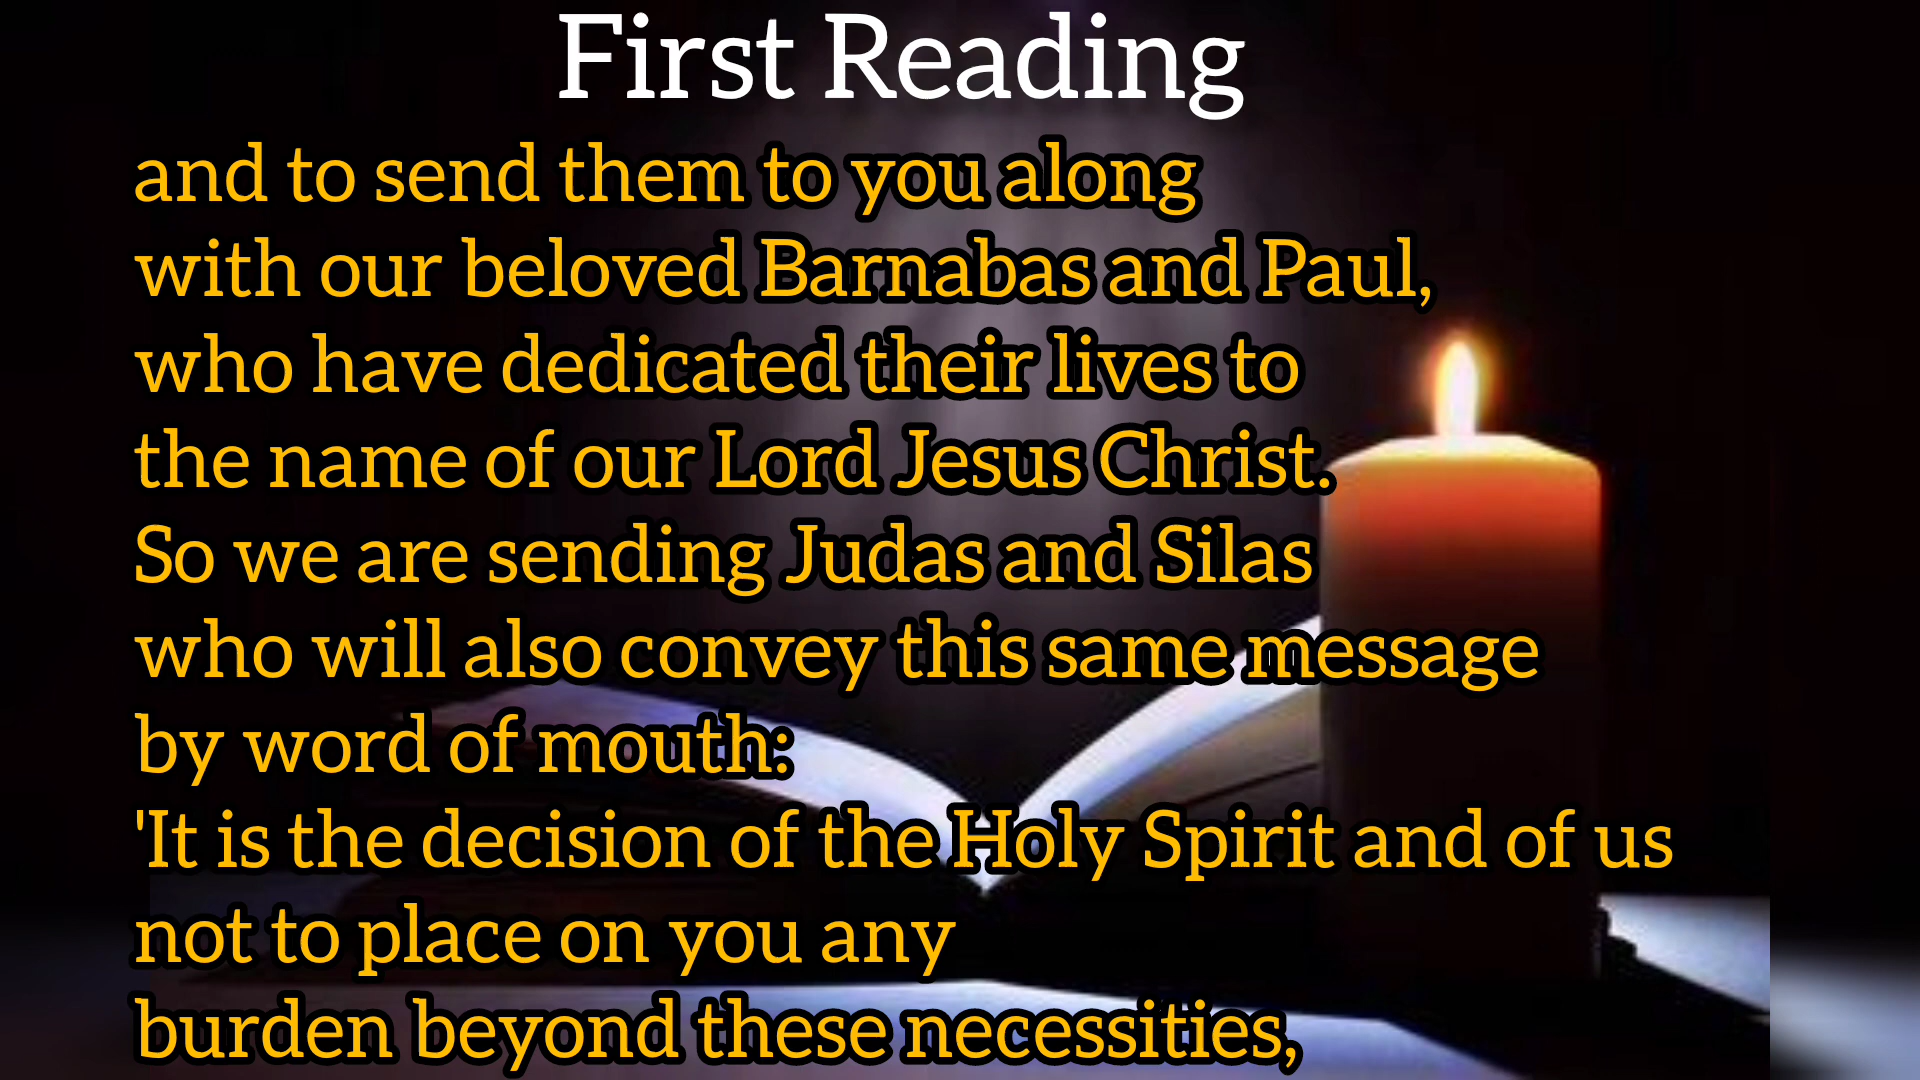 First Reading
and to send them to you along
with our beloved Barnabas and Paul,
who have dedicated their lives to
the name of our Lord Jesus Christ.
So we are sending Judas and Silas
who will also convey this same message
by word of mouth:
'It is the decision of the Holy Spirit and of us
not to place on you any
burden beyond these necessities,